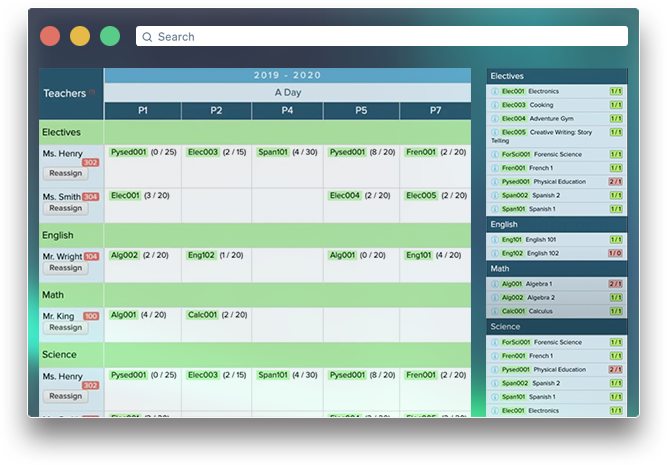 Search
2019 - 2020
Teachers
A Day
P1 P2 P4 P5 P7
Electives
Ms. Henry Pysed001 (0 / 25) Elec003 (2 / 15) Span101 (4 / 30) Pysed001 (8 / 20) Fren001 (2 / 20)
302
Reassign
Ms. Smith 304 Elec001 (3 / 20) Elec004 (2 / 20) Elec005 (2 / 20)
Reassign
English
Mr. Wright 104 Alg002 (2 / 20) Eng102 (1 / 20) Alg001 (0 / 20) Eng101 (4 / 20)
Reassign
Math
Mr. King 100 Alg001 (4 / 20) Calc001 (2 / 20)
Reassign
Science
Ms. Henry Pysed001 (0 / 25) Elec003 (2 / 15) Span101 (4 / 30) Pysed001 (8 / 20) Fren001 (2 / 20)
302
Reassign
Electives
Elec001 Electronics 1 / 1
Elec003 Cooking 1 / 1
Elec004 Adventure Gym 1 / 1
Elec005 Creative Writing: Story 1 / 1
Telling
ForSci001 Forensic Science 1 / 1
Fren001 French 1 1 / 1
Pysed001 Physical Education 2 / 1
Span002 Spanish 2 1 / 1
Span101 Spanish 1 1 / 1
English
Eng101 English 101 1 / 1
Eng102 English 102 1 / 0
Math
Alg001 Algebra 1 2 / 1
Alg002 Algebra 2 1 / 1
Calc001 Calculus 1 / 1
Science
ForSci001 Forensic Science 1 / 1
Fren001 French 1 1 / 1
Pysed001 Physical Education 2 / 1
Span002 Spanish 2 1 / 1
Span101 Spanish 1 1 / 1
Elec001 Electronics 1 / 1